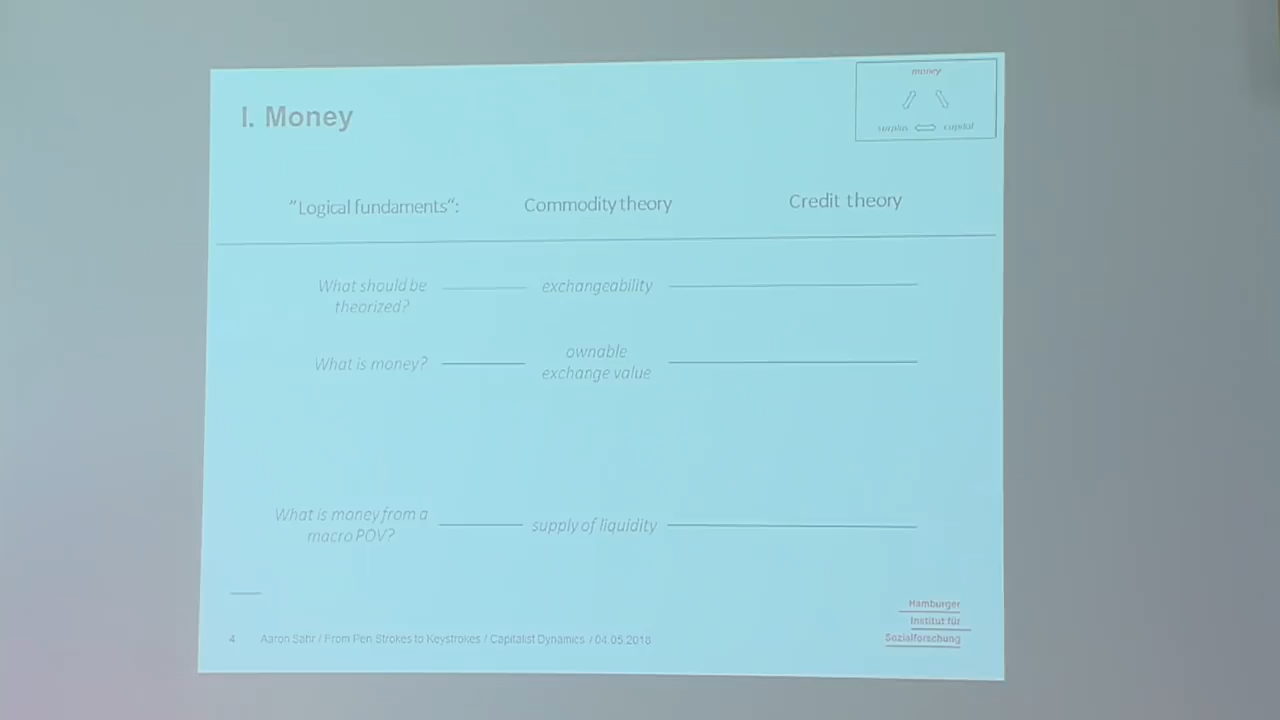 money
surplus capital
I. Money
"Logical fundaments": Commodity theory Credit theory
What should be
theorized?
exchangeability
What is money?
ownable
exchange value
What is money from a
macro POV?
supply of liquidity
4 Aaron Sahr / From Pen Strokes to Keystrokes / Capitalist Dynamics / 04.05.2018
Hamburger
Institut für
Sozialforschung